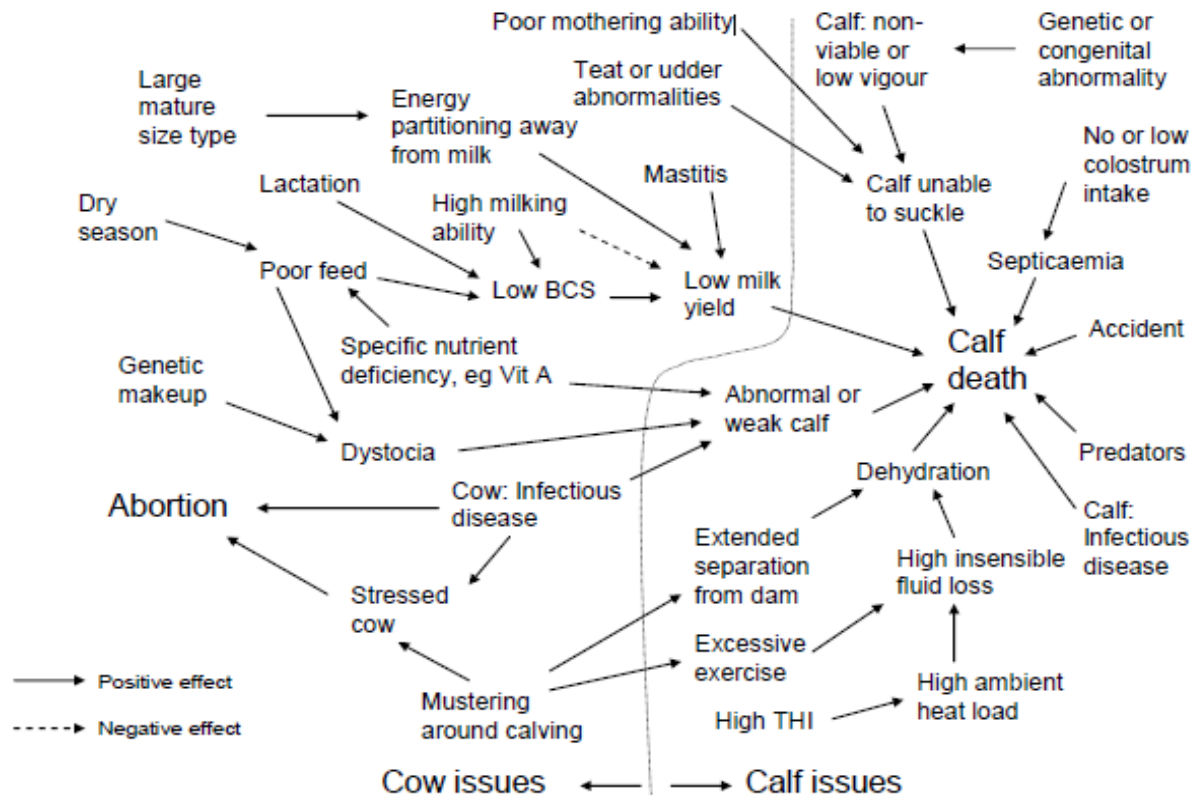 Poor mothering ability
Calf: non-
viable or
low vigour
Genetic or
congenital
abnormality
Teat or udder
abnormalities
Large
mature
size type
Energy
partitioning away
from milk
No or low
colostrum
intake
Mastitis
Lactation
Calf unable
to suckle
High milking
ability
Dry
season
Septicaemia
Poor feed
Low BCS
Low milk
yield
Accident
Calf
death
Specific nutrient
deficiency, eg Vit A
Genetic
makeup
Abnormal or
weak calf
Dystocia
Predators
Dehydration
Cow: Infectious
disease
Abortion
Calf:
Infectious
disease
Extended
separation
from dam
High insensible
fluid loss
Stressed
cow
Excessive
exercise
Positive effect
Mustering
around calving
High ambient
heat load
High THI
Negative effect
Cow issues
Calf issues